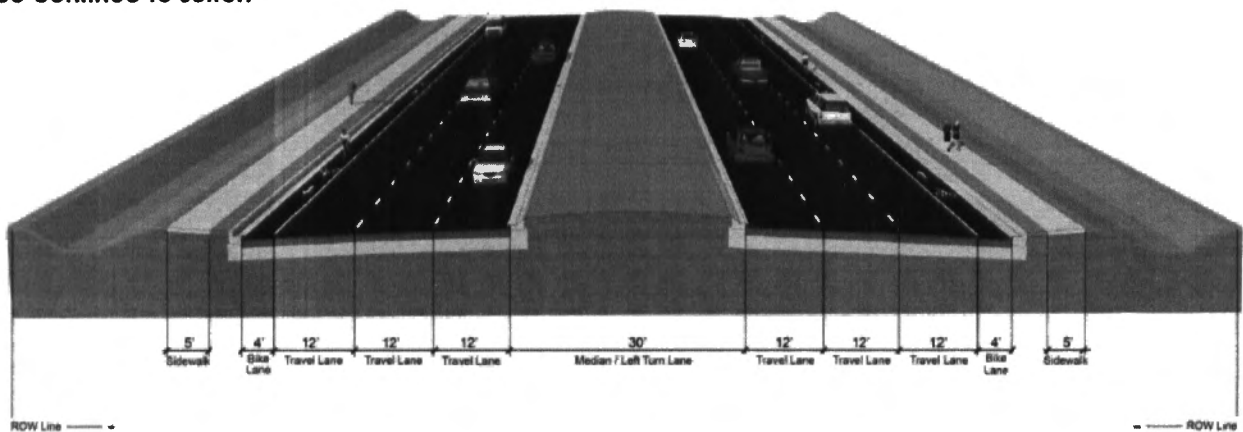 5' 4' 12' 12' 12' 30' 12' 12' 12' 4' 5'
Sidewalk Bike Lane Travel Lane Travel Lane Travel Lane Median / Left Turn Lane Travel Lane Travel Lane Travel Lane Bike Lane Sidewalk
ROW Line ROW Line